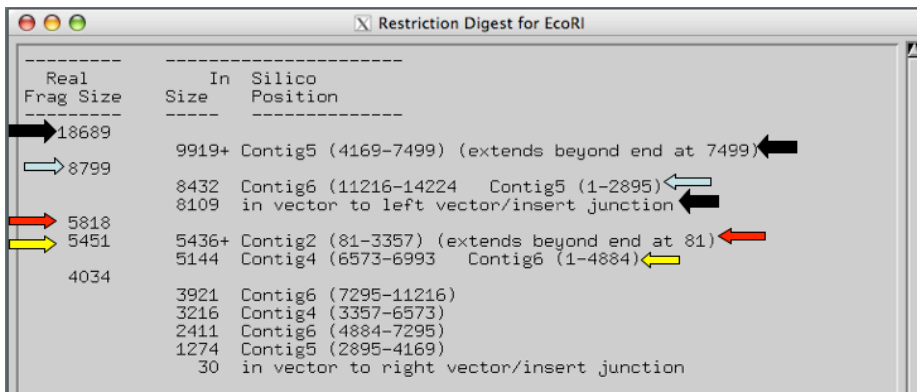 X Restriction Digest for EcoRI
--------- ----------------------
Real In Silico
Frag Size Size Position
--------- ----- --------------
18689
9919+ Contig5 (4169-7499) (extends beyond end at 7499)
8799
8432 Contig6 (11216-14224 Contig5 (1-2895)
8109 in vector to left vector/insert junction
5818
5451 5436+ Contig2 (81-3357) (extends beyond end at 81)
5144 Contig4 (6573-6993 Contig6 (1-4884)
4034
3921 Contig6 (7295-11216)
3216 Contig4 (3357-6573)
2411 Contig6 (4884-7295)
1274 Contig5 (2895-4169)
30 in vector to right vector/insert junction